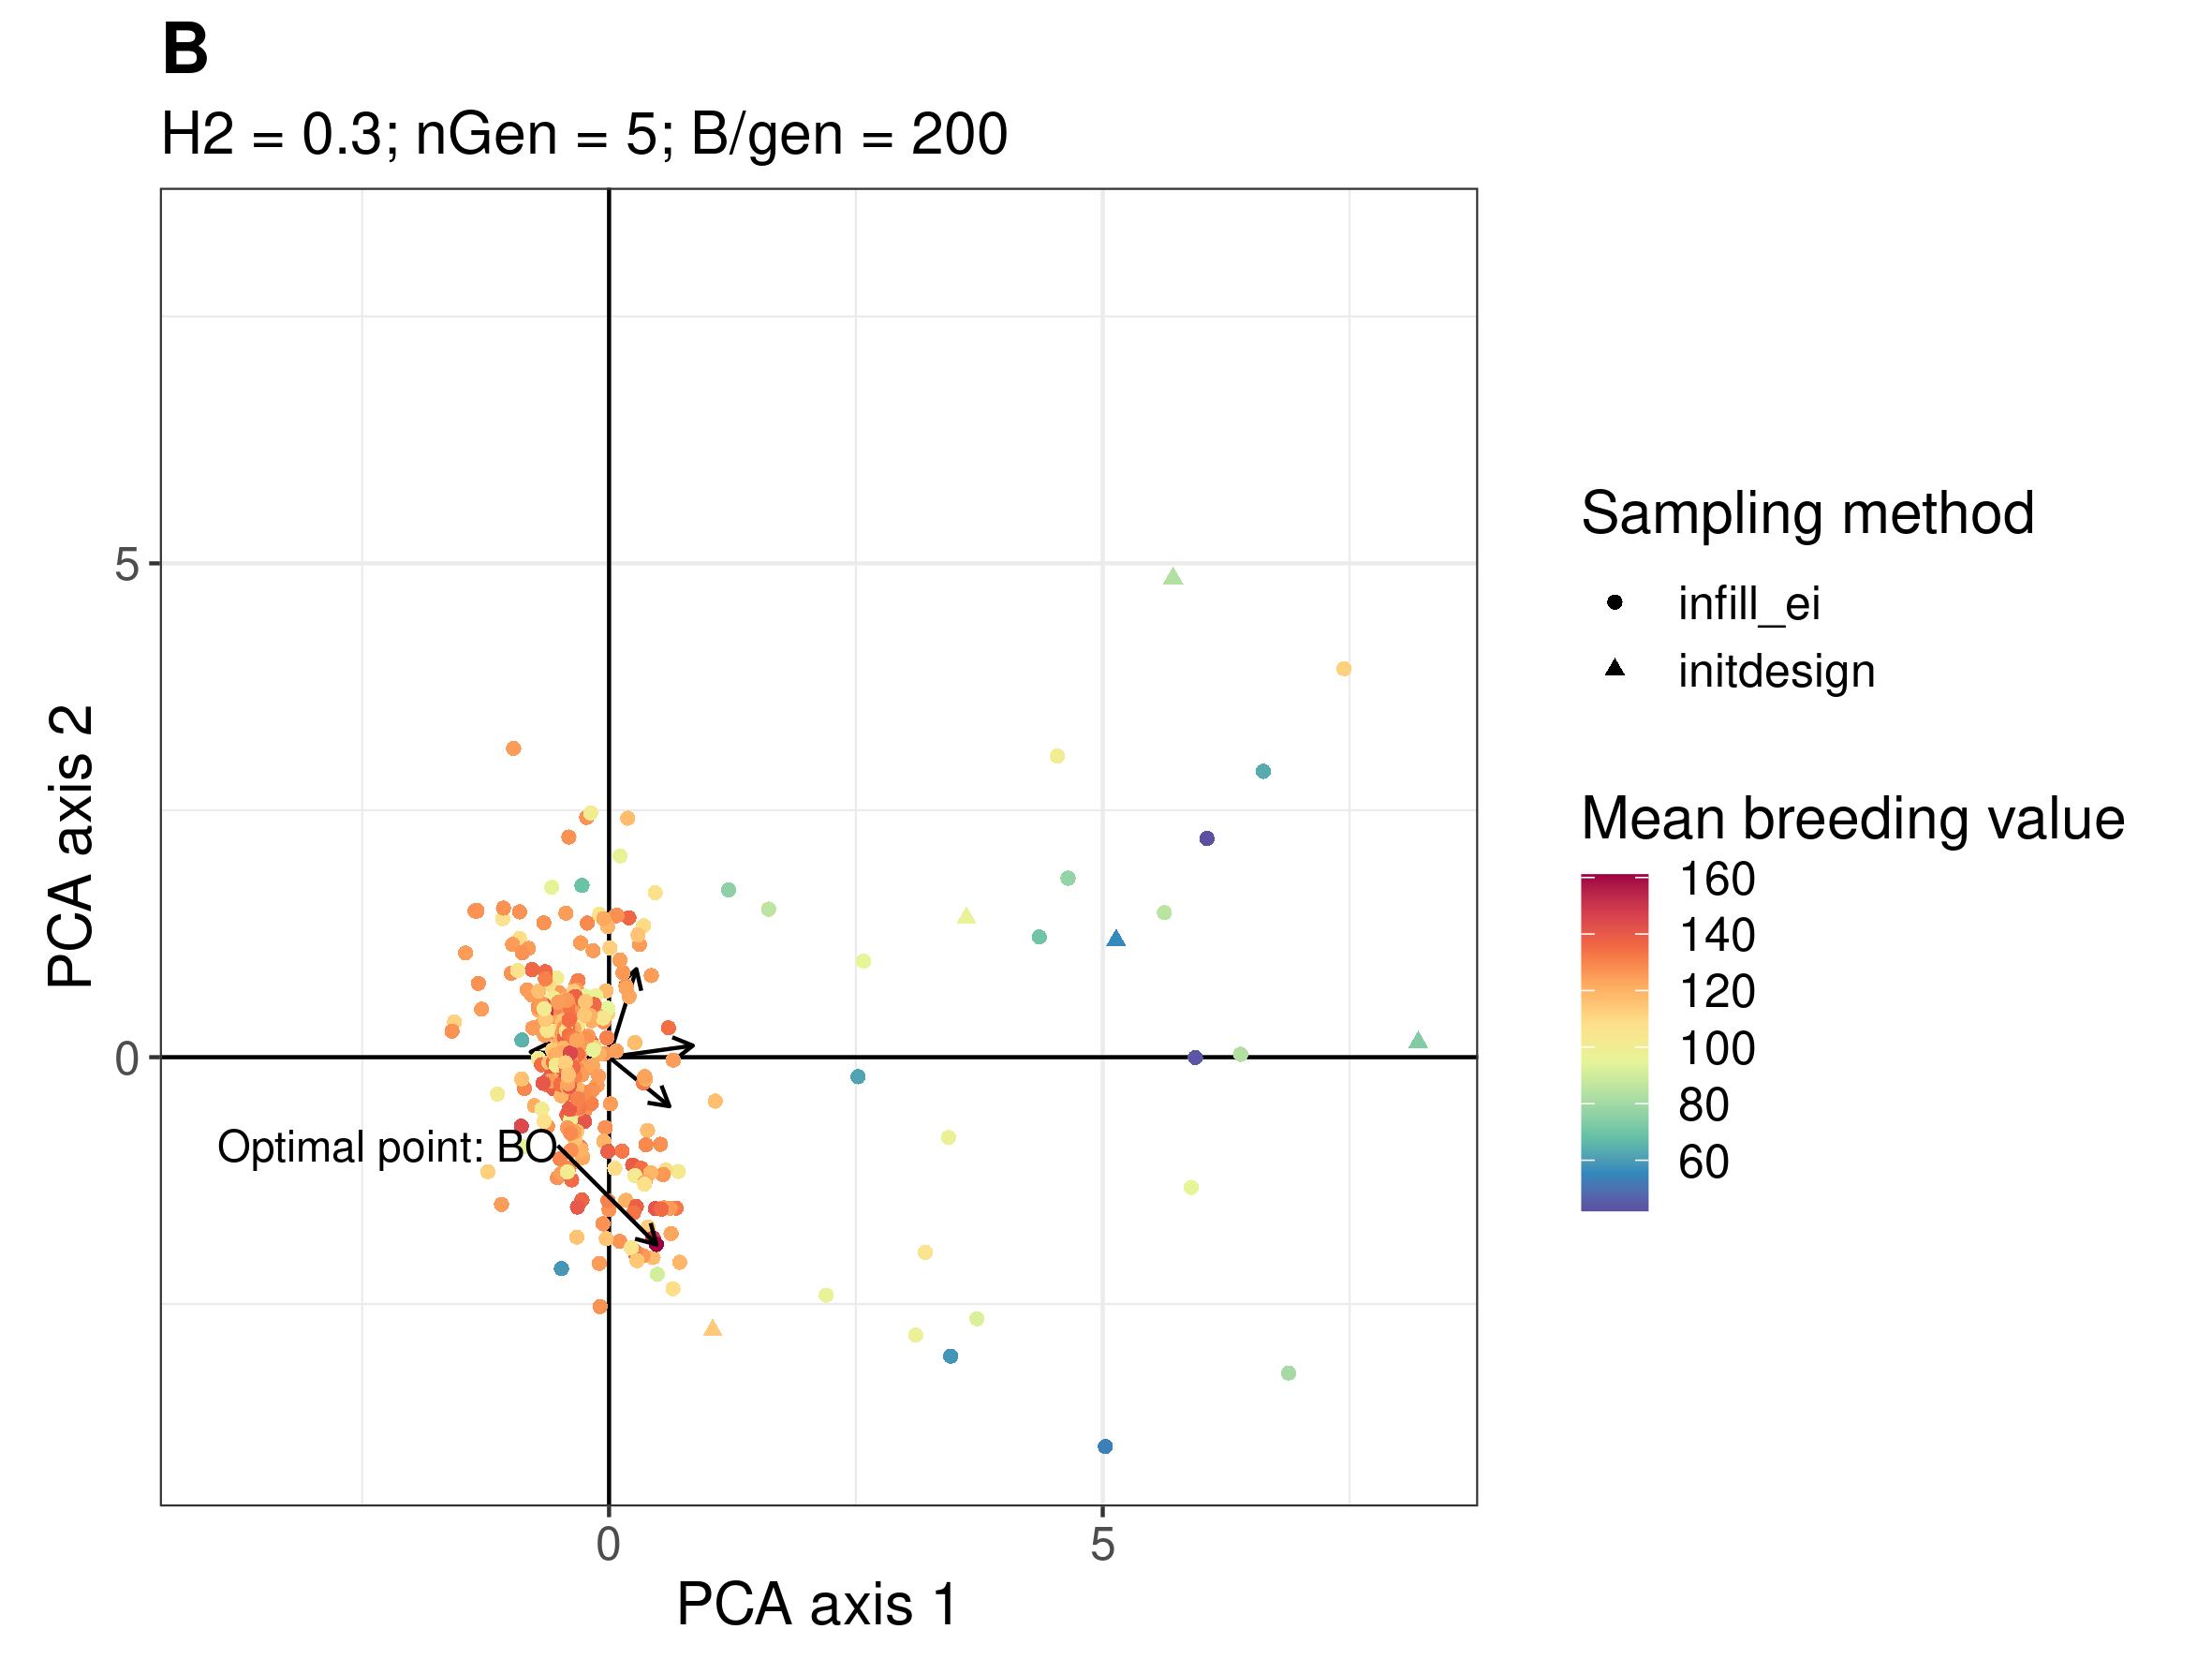 B
H2 = 0.3; nGen = 5; B/gen = 200
PCA axis 2
5
0
Optimal point: BO
0
5
PCA axis 1
Sampling method
infill_ei
initdesign
Mean breeding value
160
140
120
100
80
60